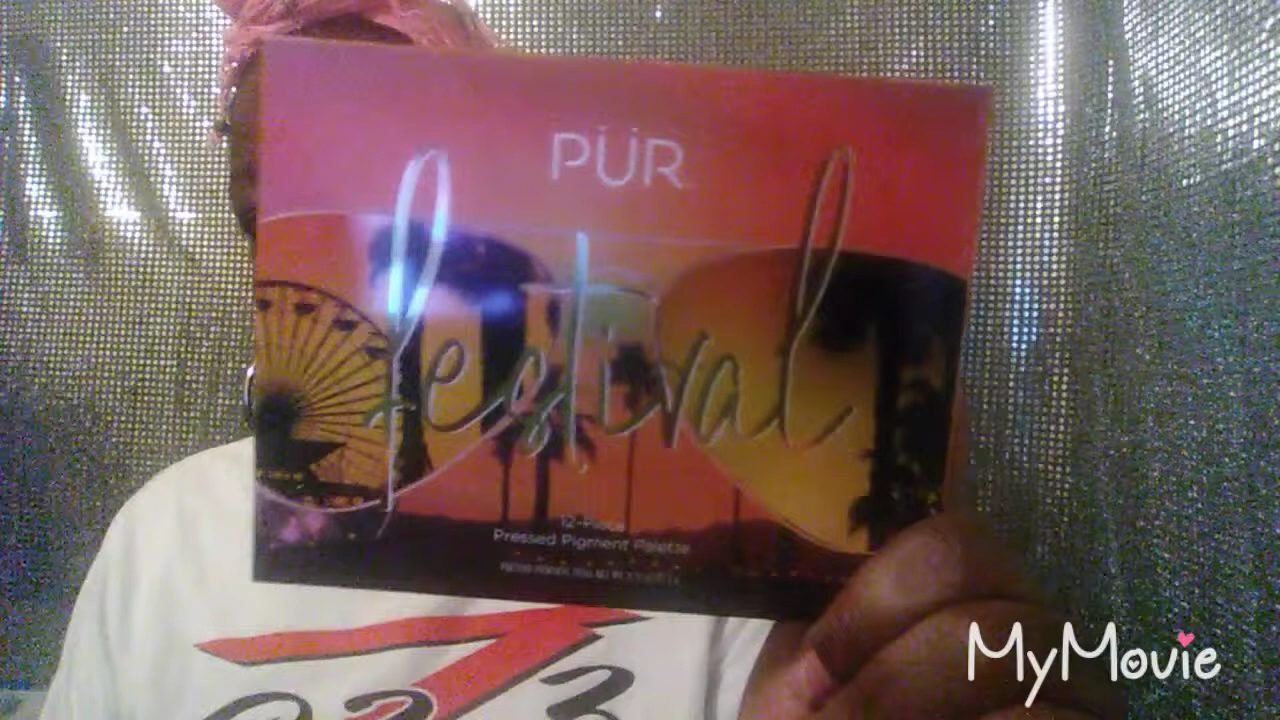 PÜR
festival
12-Piece
Pressed Pigment Palette
Z
MyMovie